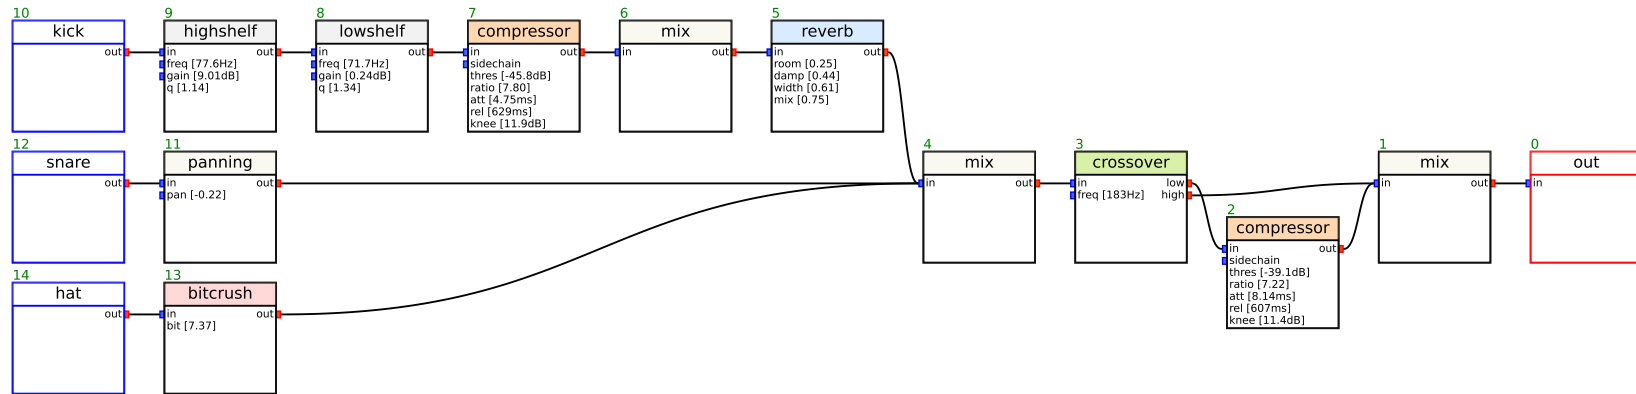 10
kick
out
9
highshelf
in out
freq [77.6Hz]
gain [9.01dB]
q [1.14]
8
lowshelf
in out
freq [71.7Hz]
gain [0.24dB]
q [1.34]
7
compressor
in out
sidechain
thres [-45.8dB]
ratio [7.80]
att [4.75ms]
rel [629ms]
knee [11.9dB]
6
mix
in out
5
reverb
in out
room [0.25]
damp [0.44]
width [0.61]
mix [0.75]
12
snare
out
11
panning
in out
pan [-0.22]
4
mix
in out
3
crossover
in low
freq [183Hz] high
2
compressor
in out
sidechain
thres [-39.1dB]
ratio [7.22]
att [8.14ms]
rel [607ms]
knee [11.4dB]
1
mix
in out
0
out
in
14
hat
out
13
bitcrush
in out
bit [7.37]